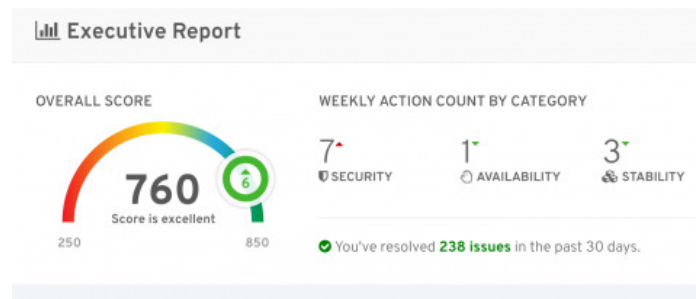 Executive Report
OVERALL SCORE
760
6
Score is excellent
250
850
WEEKLY ACTION COUNT BY CATEGORY
7
SECURITY
1
AVAILABILITY
3
STABILITY
You've resolved 238 issues in the past 30 days.